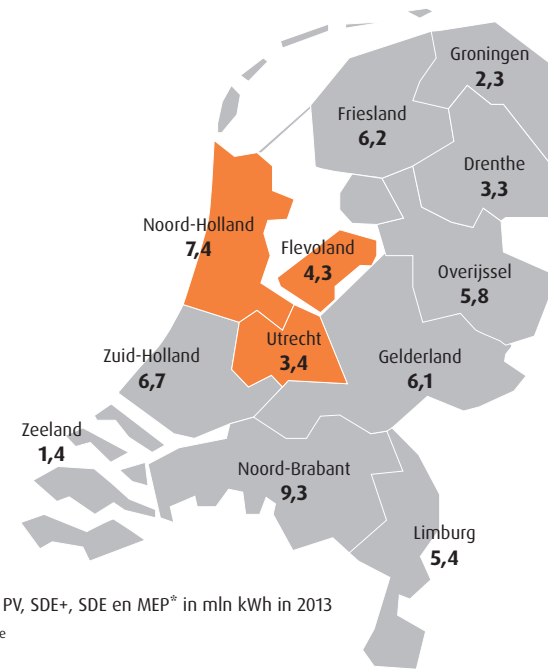 Groningen
2,3
Friesland
6,2
Drenthe
3,3
Noord-Holland
7,4
Flevoland
4,3
Overijssel
5,8
Utrecht
3,4
Zuid-Holland
6,7
Gelderland
6,1
Zeeland
1,4
Noord-Brabant
9,3
Limburg
5,4
PV, SDE+, SDE en MEP* in mln kWh in 2013
e